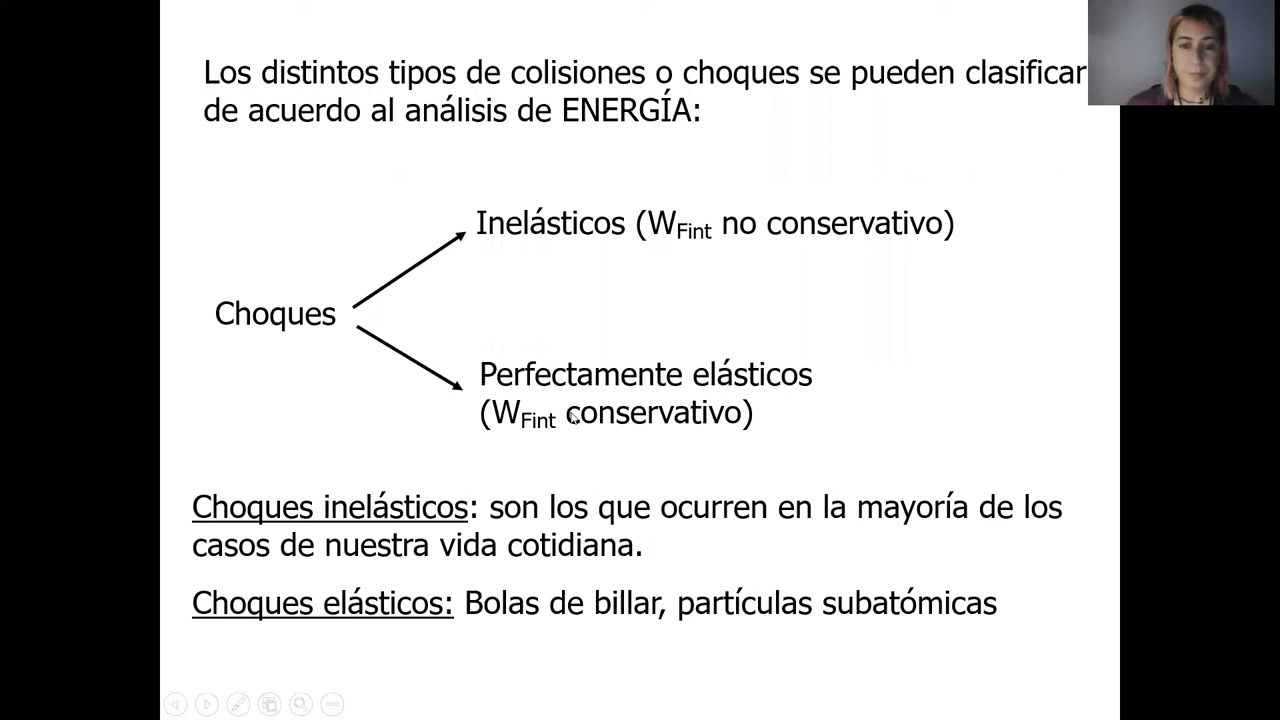 Los distintos tipos de colisiones o choques se pueden clasificar
de acuerdo al análisis de ENERGÍA:
Inelásticos (WFint no conservativo)
Choques
Perfectamente elásticos
(WFint conservativo)
Choques inelásticos: son los que ocurren en la mayoría de los
casos de nuestra vida cotidiana.
Choques elásticos: Bolas de billar, partículas subatómicas